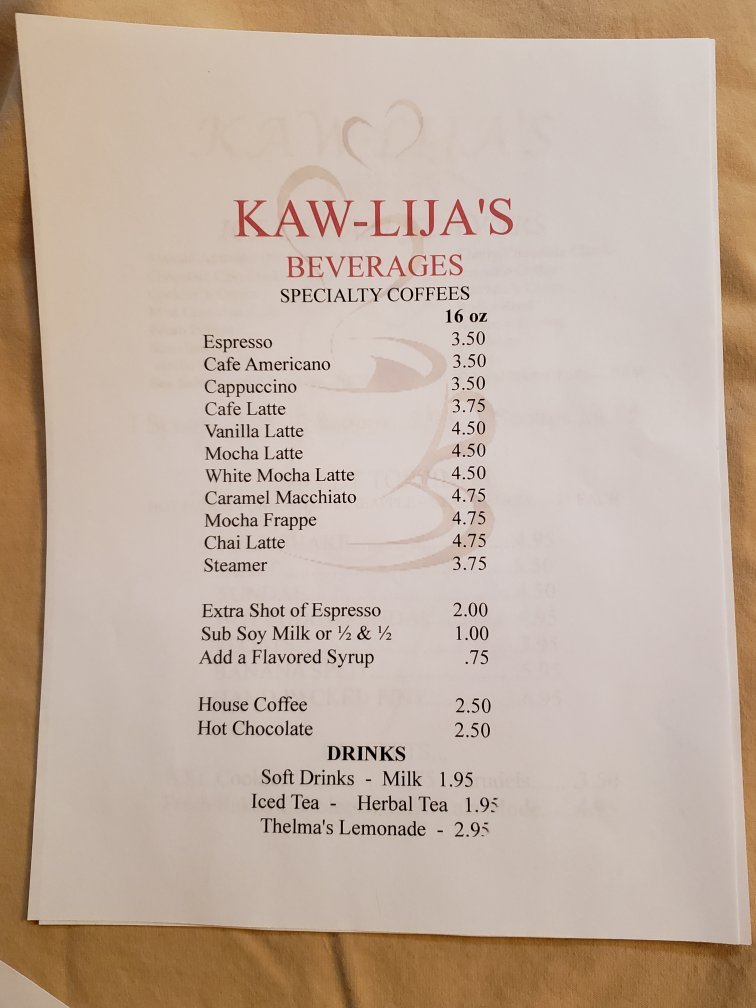 KAW-LIJA'S
BEVERAGES
SPECIALTY COFFEES
16 oz
Espresso 3.50
Cafe Americano 3.50
Cappuccino 3.50
Cafe Latte 3.75
Vanilla Latte 4.50
Mocha Latte 4.50
White Mocha Latte 4.50
Caramel Macchiato 4.75
Mocha Frappe 4.75
Chai Latte 4.75
Steamer 3.75
Extra Shot of Espresso 2.00
Sub Soy Milk or ½ & ½ 1.00
Add a Flavored Syrup .75
House Coffee 2.50
Hot Chocolate 2.50
DRINKS
Soft Drinks - Milk 1.95
Iced Tea - Herbal Tea 1.95
Thelma's Lemonade - 2.95